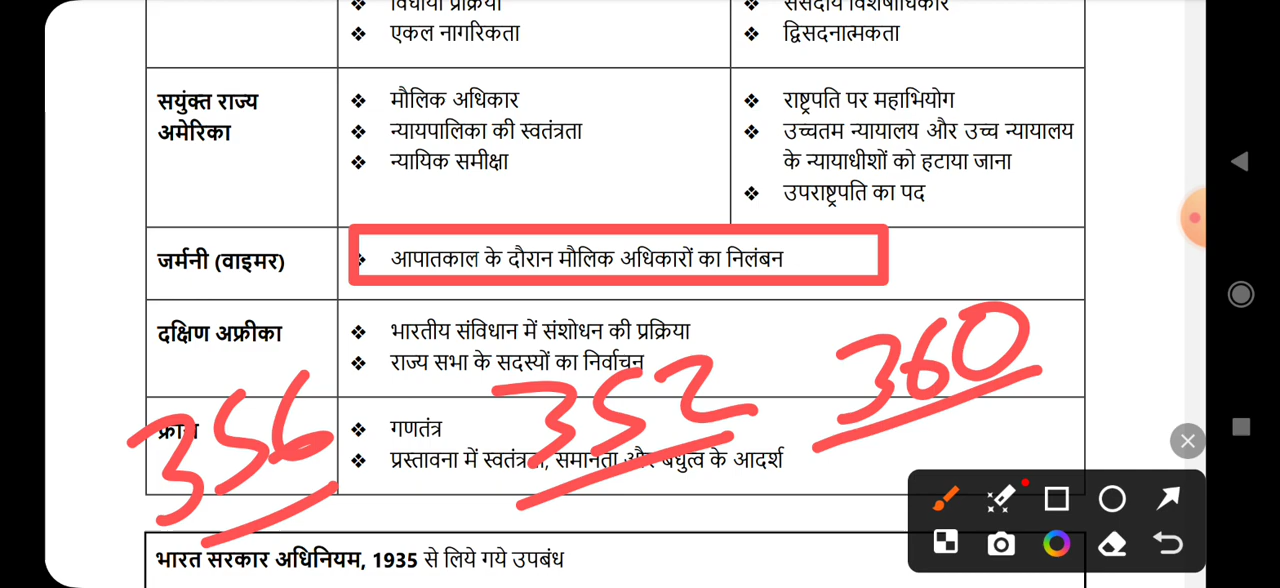 विधायी प्रक्रिया
संसदीय विशेषाधिकार
❖ एकल नागरिकता
❖ द्विसदनात्मकता
सयुंक्त राज्य
अमेरिका
❖ मौलिक अधिकार
❖ न्यायपालिका की स्वतंत्रता
❖ न्यायिक समीक्षा
❖ राष्ट्रपति पर महाभियोग
❖ उच्चतम न्यायालय और उच्च न्यायालय
के न्यायाधीशों को हटाया जाना
❖ उपराष्ट्रपति का पद
जर्मनी (वाइमर)
❖ आपातकाल के दौरान मौलिक अधिकारों का निलंबन
दक्षिण अफ्रीका
❖ भारतीय संविधान में संशोधन की प्रक्रिया
❖ राज्य सभा के सदस्यों का निर्वाचन
फ्रांस
❖ गणतंत्र
❖ प्रस्तावना में स्वतंत्रता, समानता और बंधुत्व के आदर्श
356
352
360
भारत सरकार अधिनियम, 1935 से लिये गये उपबंध